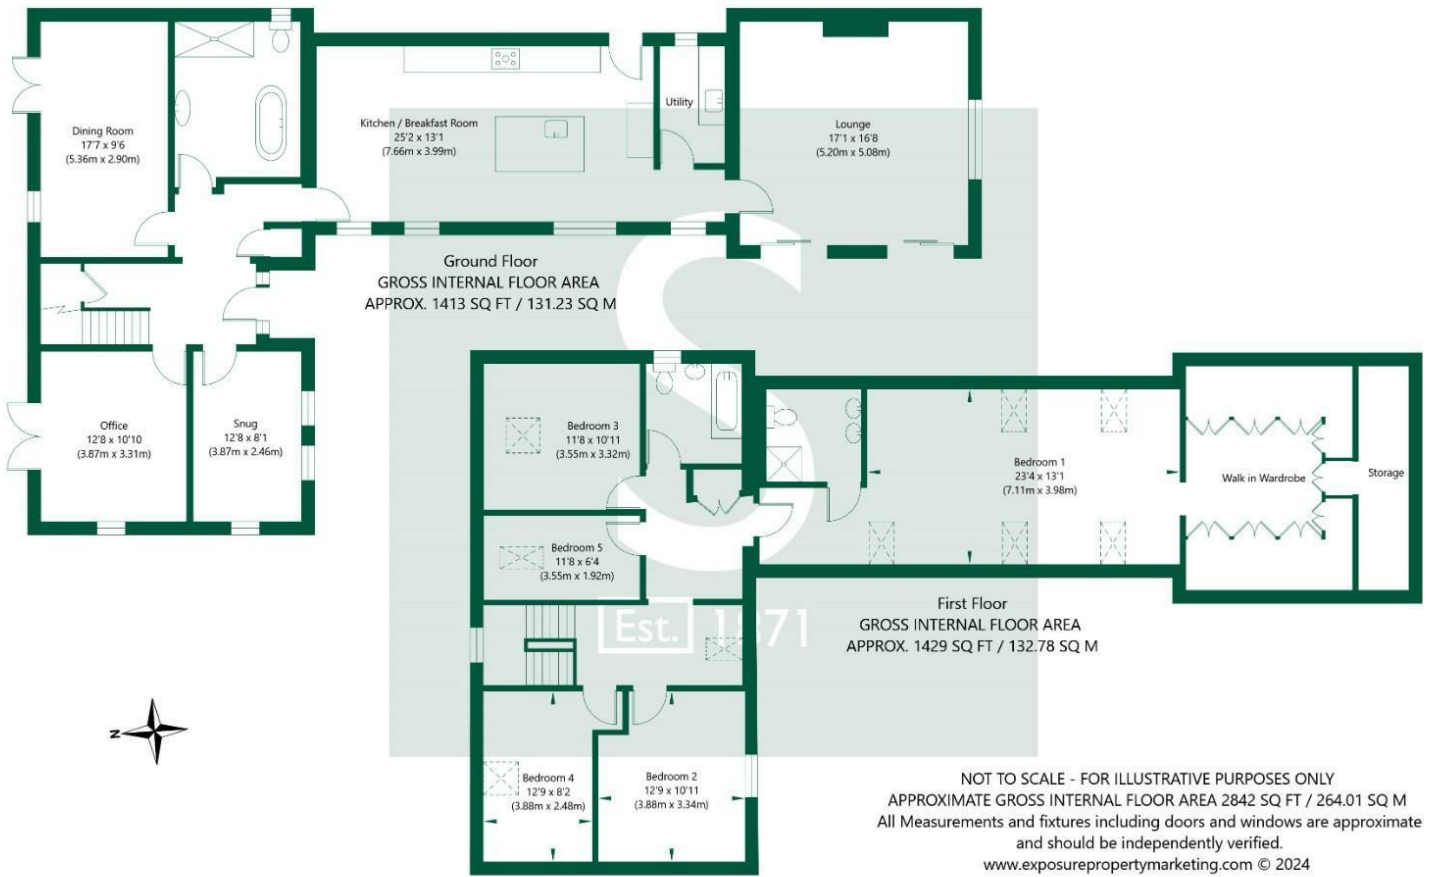 Dining Room
17'7 x 9'6
(5.36m x 2.90m)
Kitchen / Breakfast Room
25'2 x 13'1
(7.66m x 3.99m)
Utility
Lounge
17'1 x 16'8
(5.20m x 5.08m)
Ground Floor
GROSS INTERNAL FLOOR AREA
APPROX. 1413 SQ FT / 131.23 SQ M
Office
12'8 x 10'10
(3.87m x 3.31m)
Snug
12'8 x 8'1
(3.87m x 2.46m)
Bedroom 3
11'8 x 10'11
(3.55m x 3.32m)
Bedroom 1
23'4 x 13'1
(7.11m x 3.98m)
Walk in Wardrobe
Storage
Bedroom 5
11'8 x 6'4
(3.55m x 1.92m)
S
Est. 1871
First Floor
GROSS INTERNAL FLOOR AREA
APPROX. 1429 SQ FT / 132.78 SQ M
N
Bedroom 4
12'9 x 8'2
(3.88m x 2.48m)
Bedroom 2
12'9 x 10'11
(3.88m x 3.34m)
NOT TO SCALE - FOR ILLUSTRATIVE PURPOSES ONLY
APPROXIMATE GROSS INTERNAL FLOOR AREA 2842 SQ FT / 264.01 SQ M
All Measurements and fixtures including doors and windows are approximate
and should be independently verified.
www.exposurepropertymarketing.com © 2024